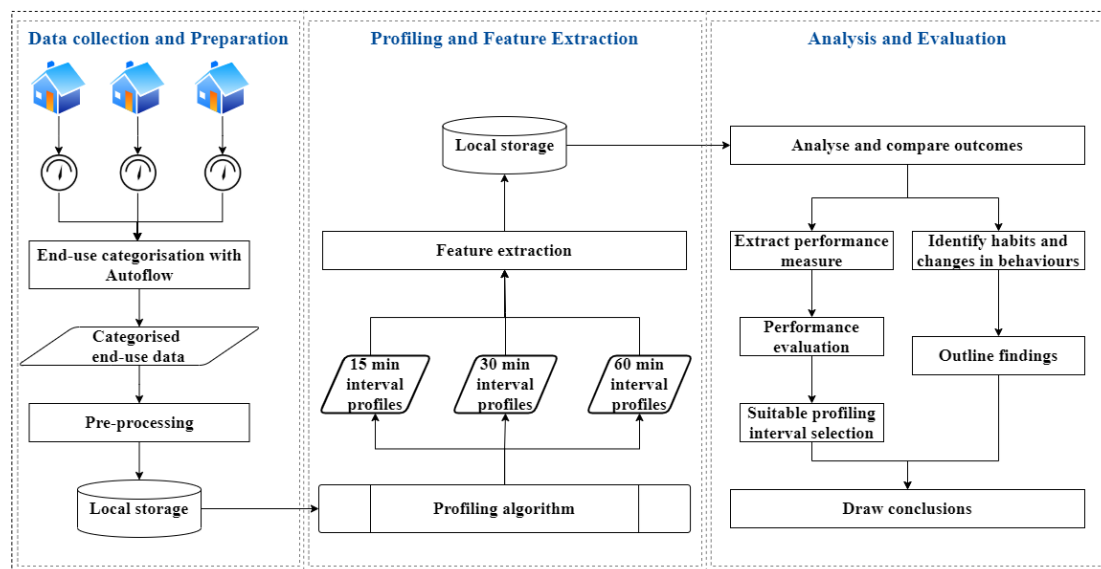 Data collection and Preparation
End-use categorisation with
Autoflow
Categorised
end-use data
Pre-processing
Local storage
Profiling and Feature Extraction
Local storage
Feature extraction
15 min
interval
profiles
30 min
interval
profiles
60 min
interval
profiles
Profiling algorithm
Analysis and Evaluation
Analyse and compare outcomes
Extract performance
measure
Performance
evaluation
Suitable profiling
interval selection
Identify habits and
changes in behaviours
Outline findings
Draw conclusions